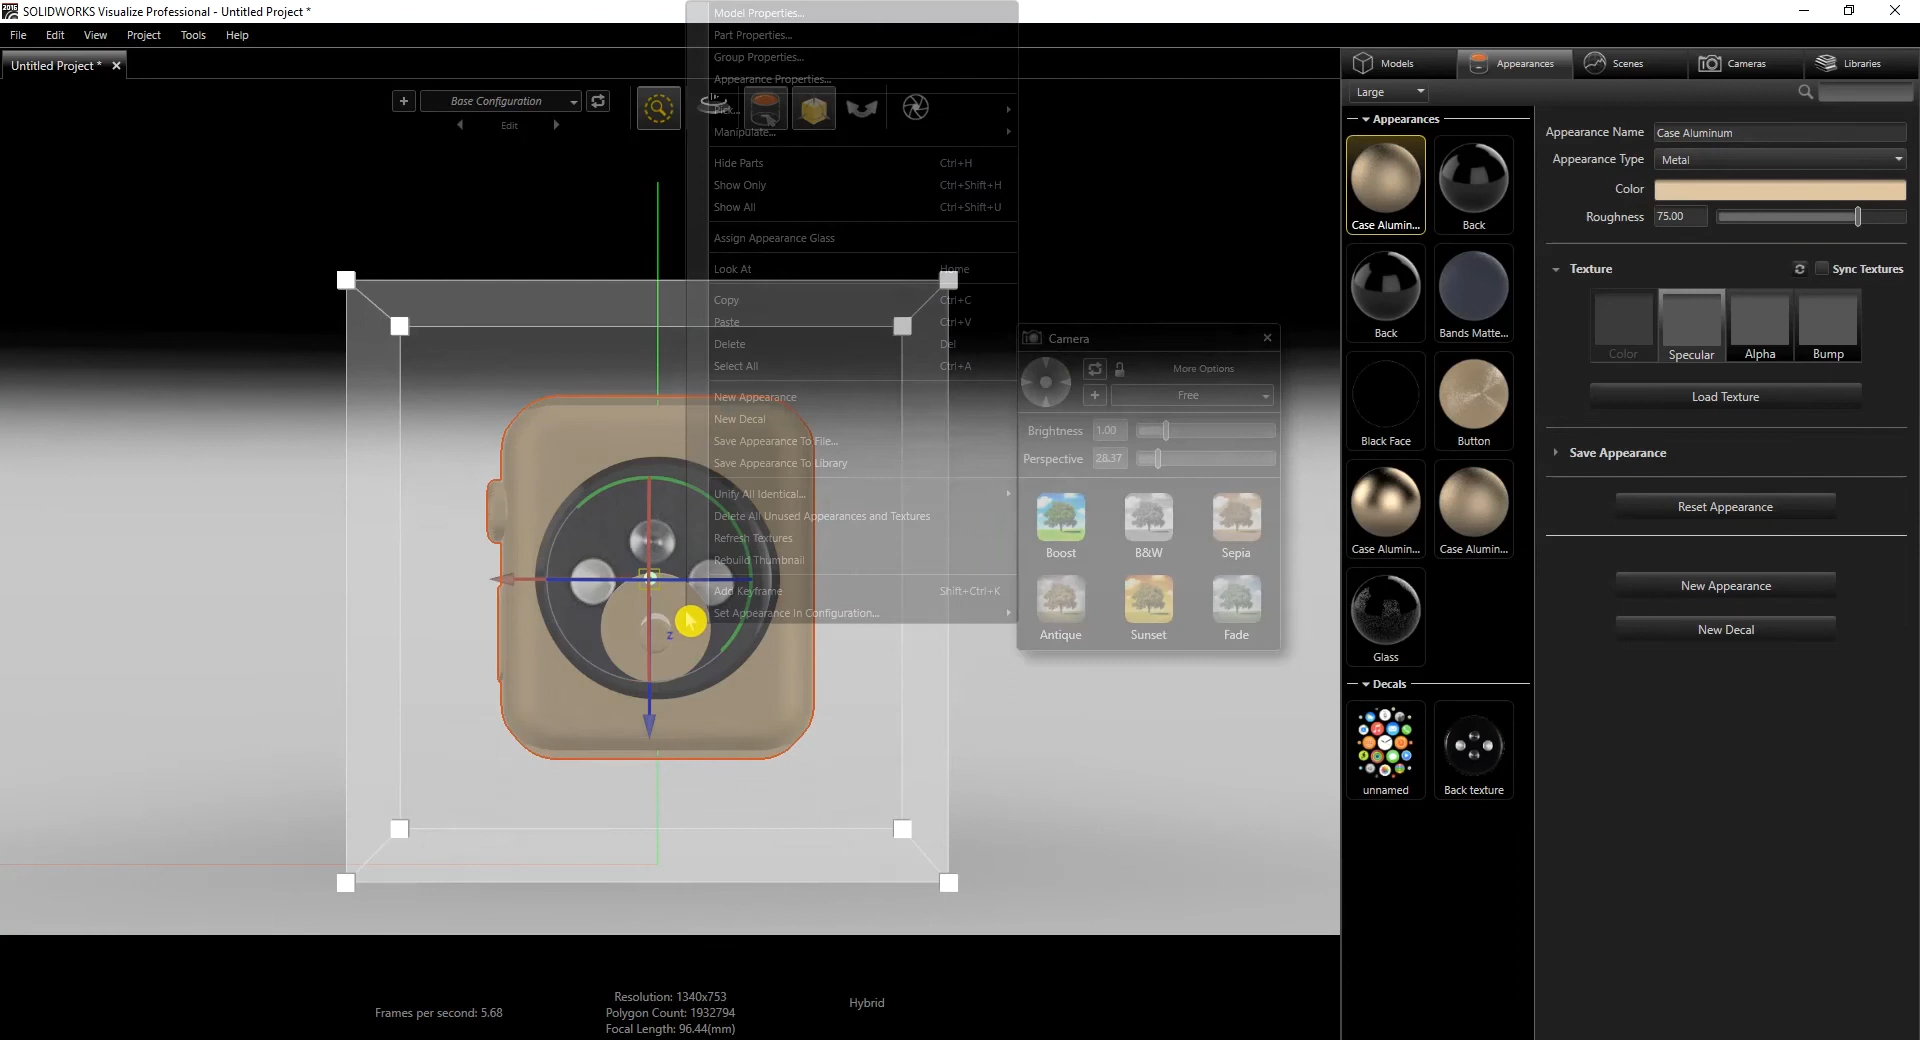 SOLIDWORKS Visualize Professional - Untitled Project *
File Edit View Project Tools Help
Untitled Project *
Base Configuration
Edit
Model Properties...
Part Properties...
Group Properties...
Appearance Properties...
Pick...
Manipulate...
Hide Parts Ctrl+H
Show Only Ctrl+Shift+H
Show All Ctrl+Shift+U
Assign Appearance Glass
Look At Home
Copy Ctrl+C
Paste Ctrl+V
Delete Del
Select All Ctrl+A
New Appearance
New Decal
Save Appearance To File...
Save Appearance To Library
Unify All Identical...
Delete All Unused Appearances and Textures
Refresh Textures
Rebuild Thumbnail
Add Keyframe Shift+Ctrl+K
Set Appearance In Configuration...
z
Camera
More Options
Free
Brightness 1.00
Perspective 28.37
Boost B&W Sepia
Antique Sunset Fade
Frames per second: 5.68
Resolution: 1340x753
Polygon Count: 1932794
Focal Length: 96.44(mm)
Hybrid
Models Appearances Scenes Cameras Libraries
Large
Appearances
Case Alumin... Back
Back Bands Matte...
Black Face Button
Case Alumin... Case Alumin...
Glass
Decals
unnamed Back texture
Appearance Name Case Aluminum
Appearance Type Metal
Color
Roughness 75.00
Texture Sync Textures
Color Specular Alpha Bump
Load Texture
Save Appearance
Reset Appearance
New Appearance
New Decal